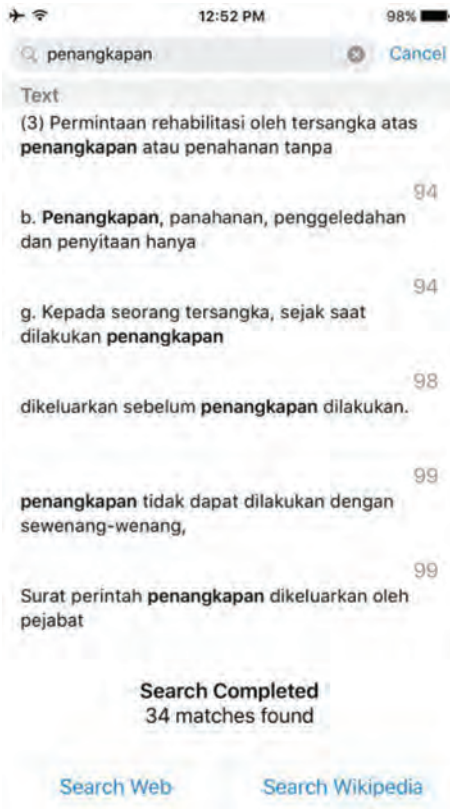 12:52 PM
98%
penangkapan
Cancel
Text
(3) Permintaan rehabilitasi oleh tersangka atas
penangkapan atau penahanan tanpa
94
b. Penangkapan, panahanan, penggeledahan
dan penyitaan hanya
94
g. Kepada seorang tersangka, sejak saat
dilakukan penangkapan
98
dikeluarkan sebelum penangkapan dilakukan.
99
penangkapan tidak dapat dilakukan dengan
sewenang-wenang,
99
Surat perintah penangkapan dikeluarkan oleh
pejabat
Search Completed
34 matches found
Search Web
Search Wikipedia